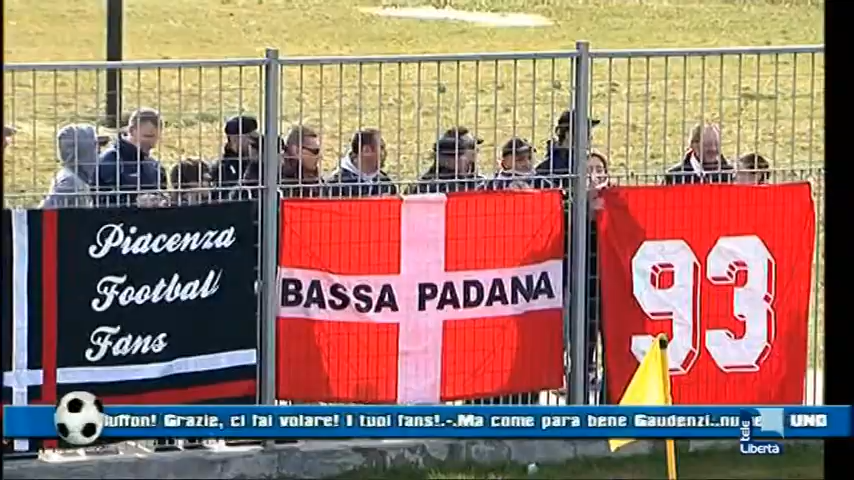 Piacenza
Football
Fans
BASSA PADANA
93
Buffon! Grazie, ci fai volare! I tuoi fans!-.Ma come para bene Gaudenzi..nu
UNO
tele
Libertà